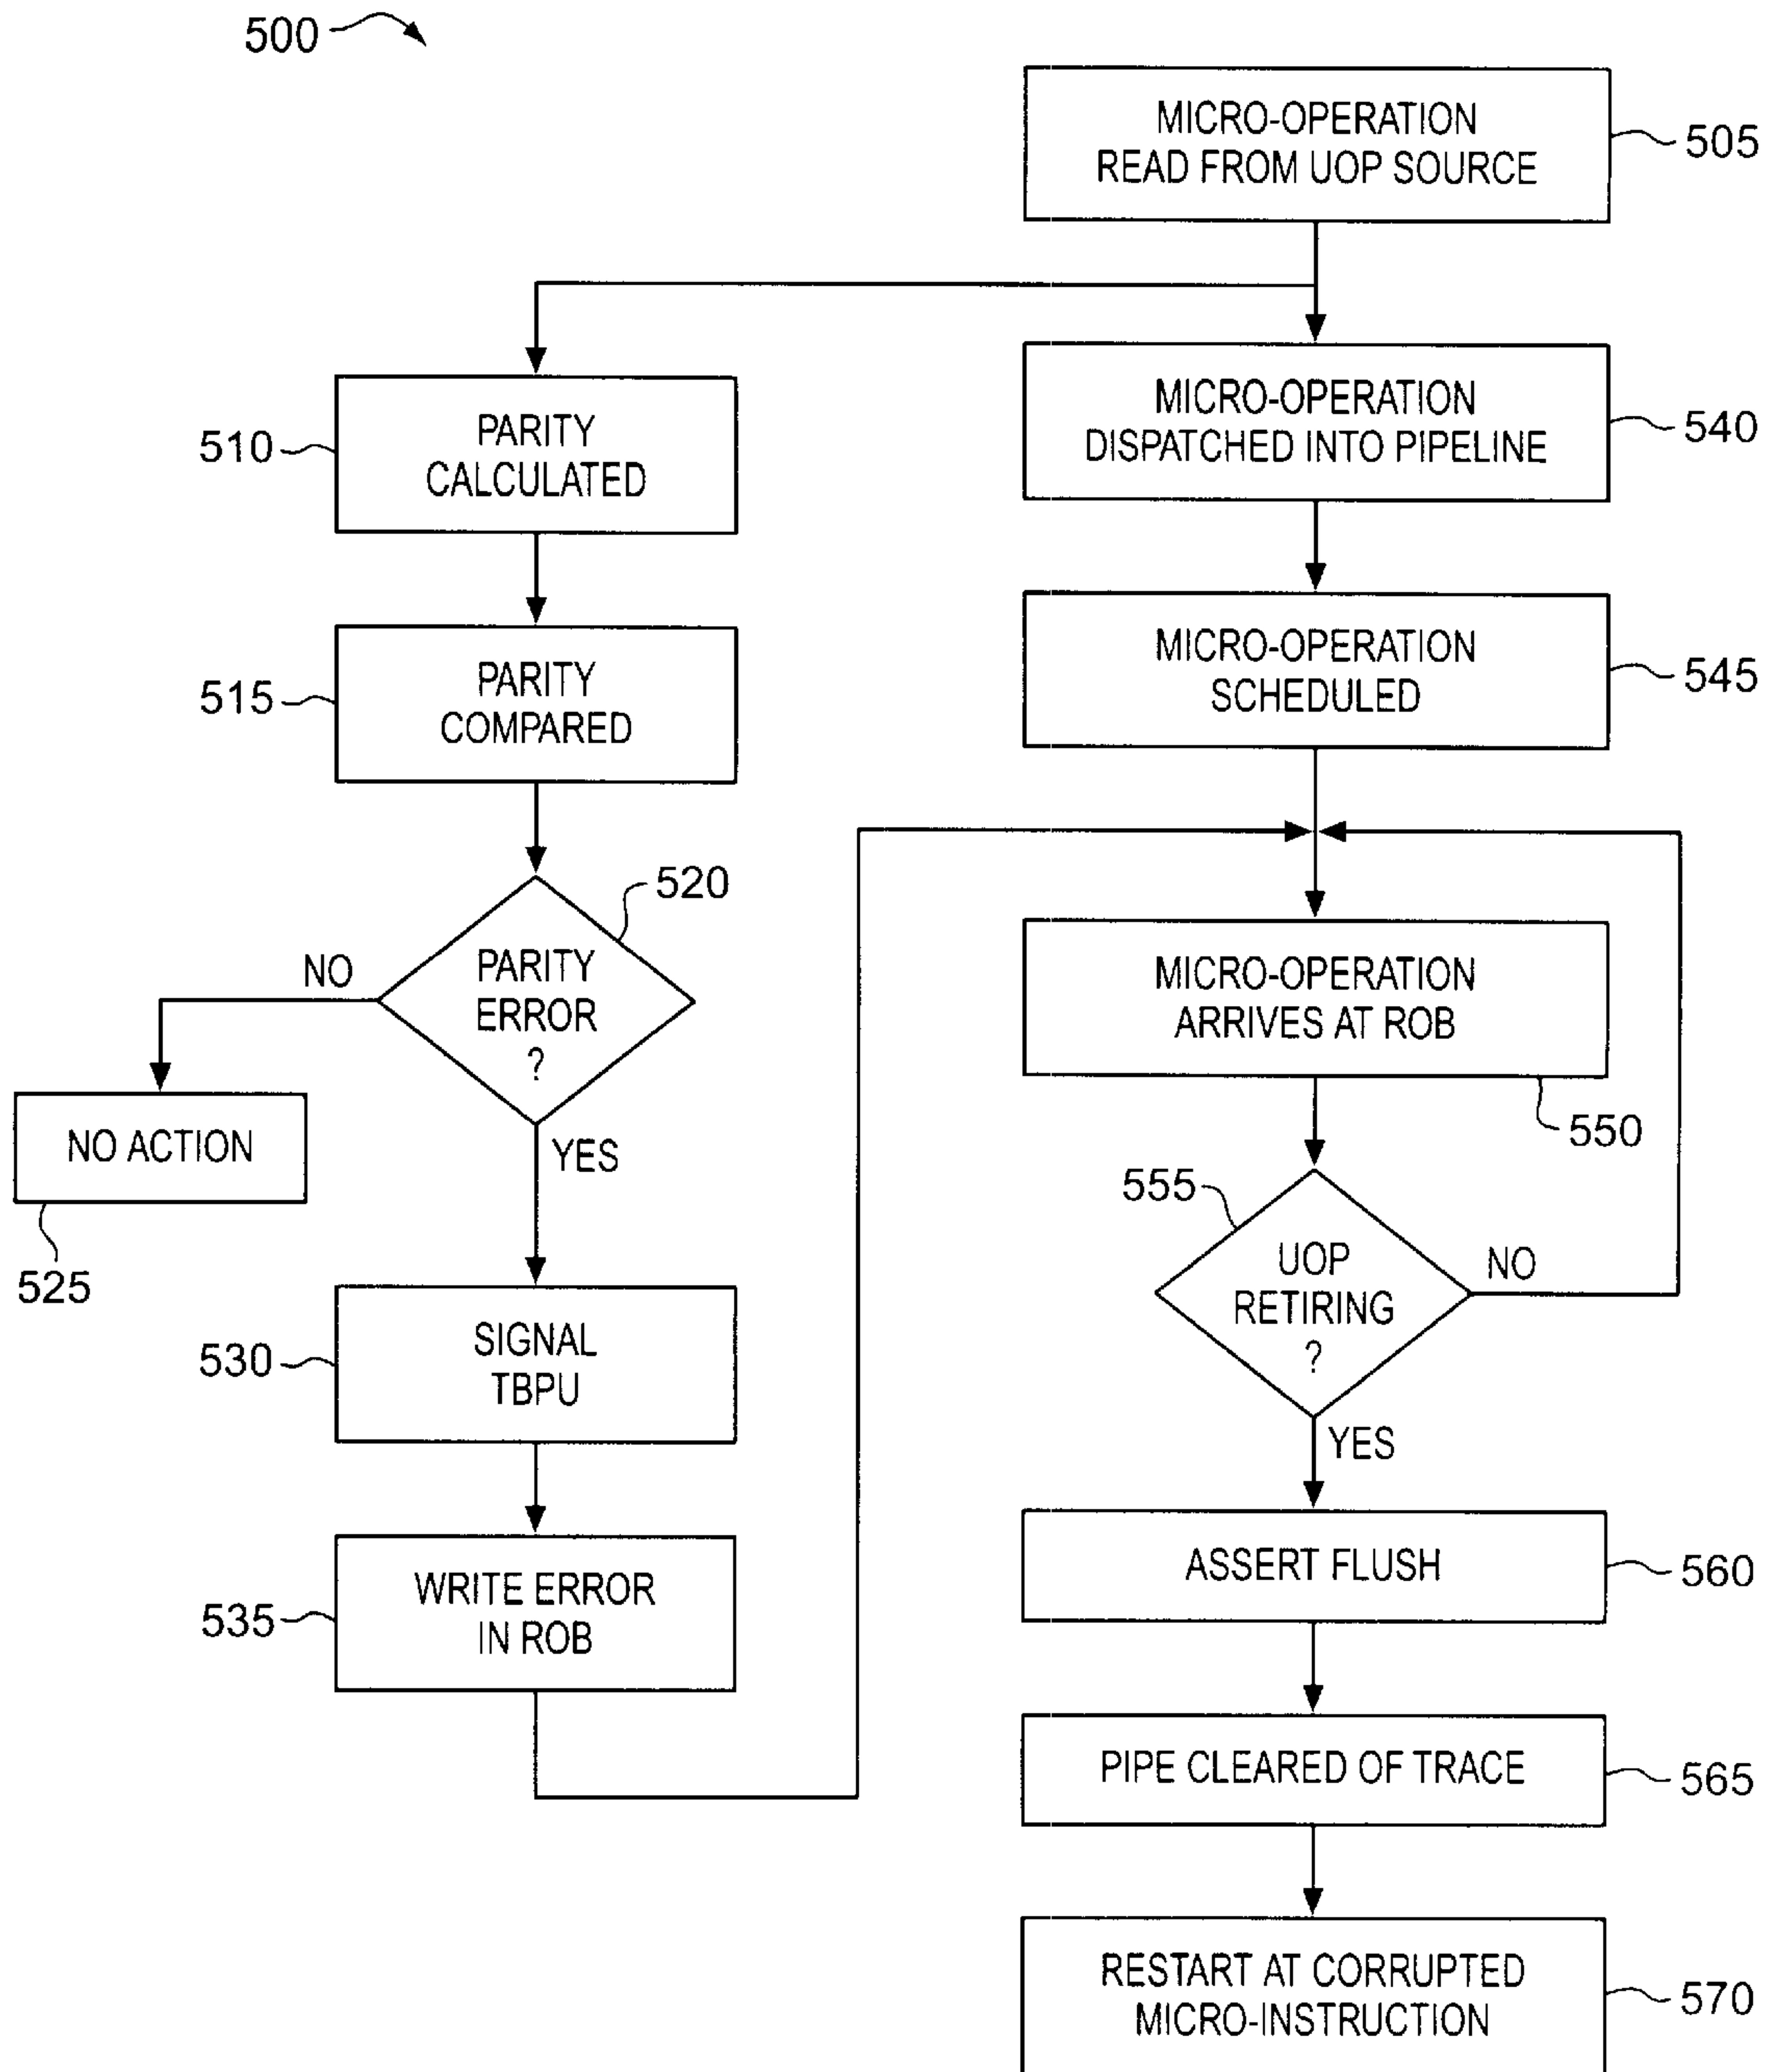 500
MICRO-OPERATION
READ FROM UOP SOURCE
505
PARITY
CALCULATED
510
MICRO-OPERATION
DISPATCHED INTO PIPELINE
540
PARITY
COMPARED
515
MICRO-OPERATION
SCHEDULED
545
520
PARITY
ERROR
?
NO
YES
NO ACTION
525
MICRO-OPERATION
ARRIVES AT ROB
550
555
UOP
RETIRING
?
NO
YES
SIGNAL
TBPU
530
WRITE ERROR
IN ROB
535
ASSERT FLUSH
560
PIPE CLEARED OF TRACE
565
RESTART AT CORRUPTED
MICRO-INSTRUCTION
570